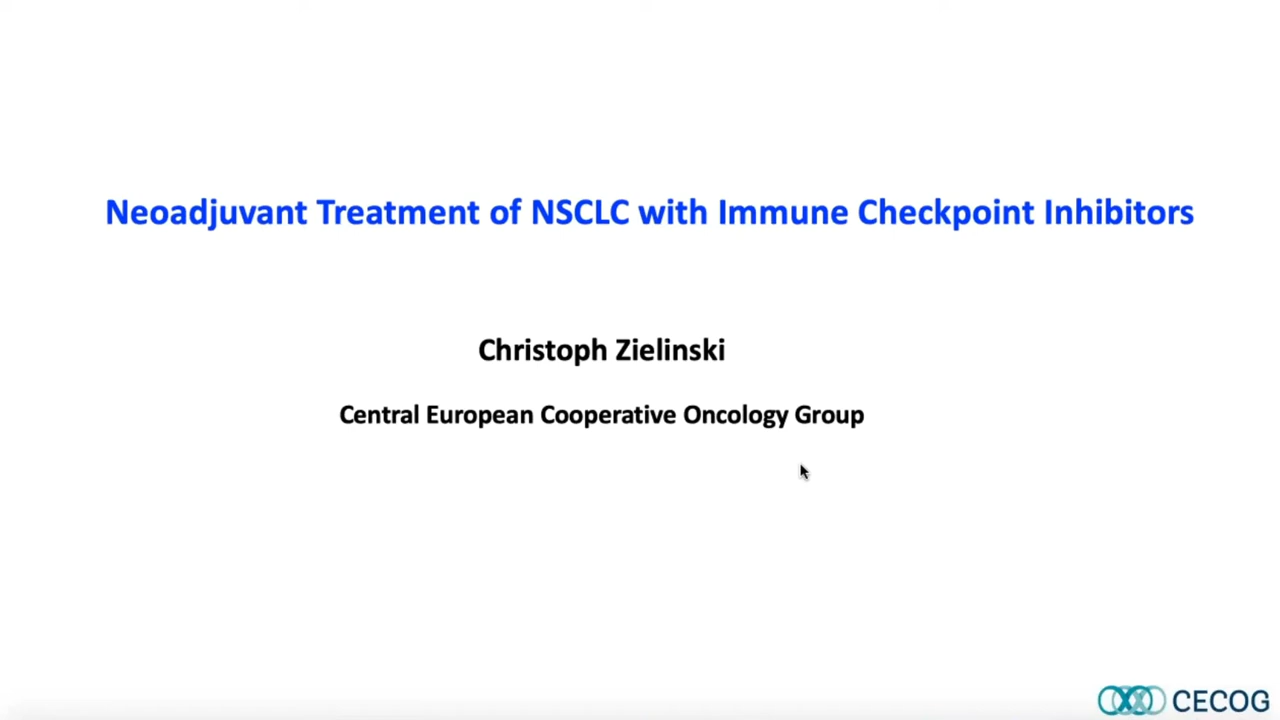 Neoadjuvant Treatment of NSCLC with Immune Checkpoint Inhibitors
Christoph Zielinski
Central European Cooperative Oncology Group
CECOG